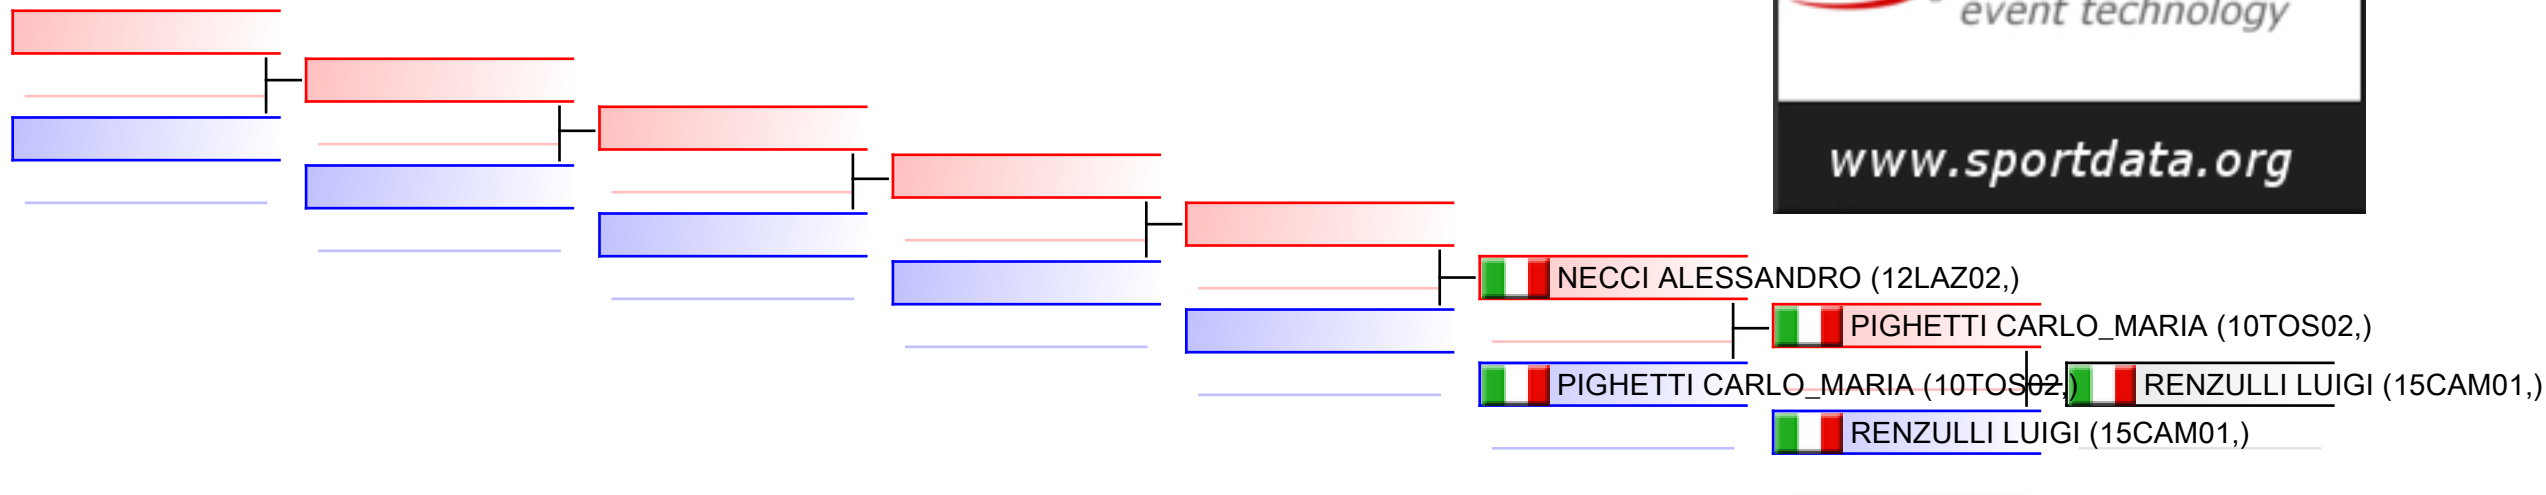 event technology
www.sportdata.org
NECCI ALESSANDRO (12LAZ02,)
PIGHETTI CARLO_MARIA (10TOS02,)
PIGHETTI CARLO_MARIA (10TOS02,)
RENZULLI LUIGI (15CAM01,)
RENZULLI LUIGI (15CAM01,)